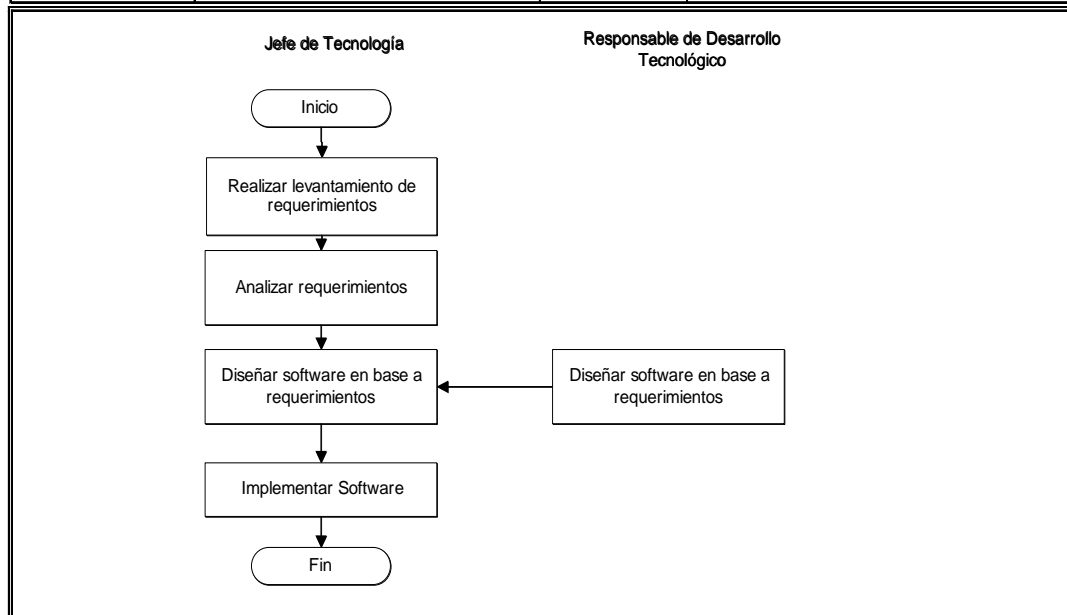 Jefe de Tecnología
Responsable de Desarrollo
Tecnológico
Inicio
Realizar levantamiento de
requerimientos
Analizar requerimientos
Diseñar software en base a
requerimientos
Diseñar software en base a
requerimientos
Implementar Software
Fin